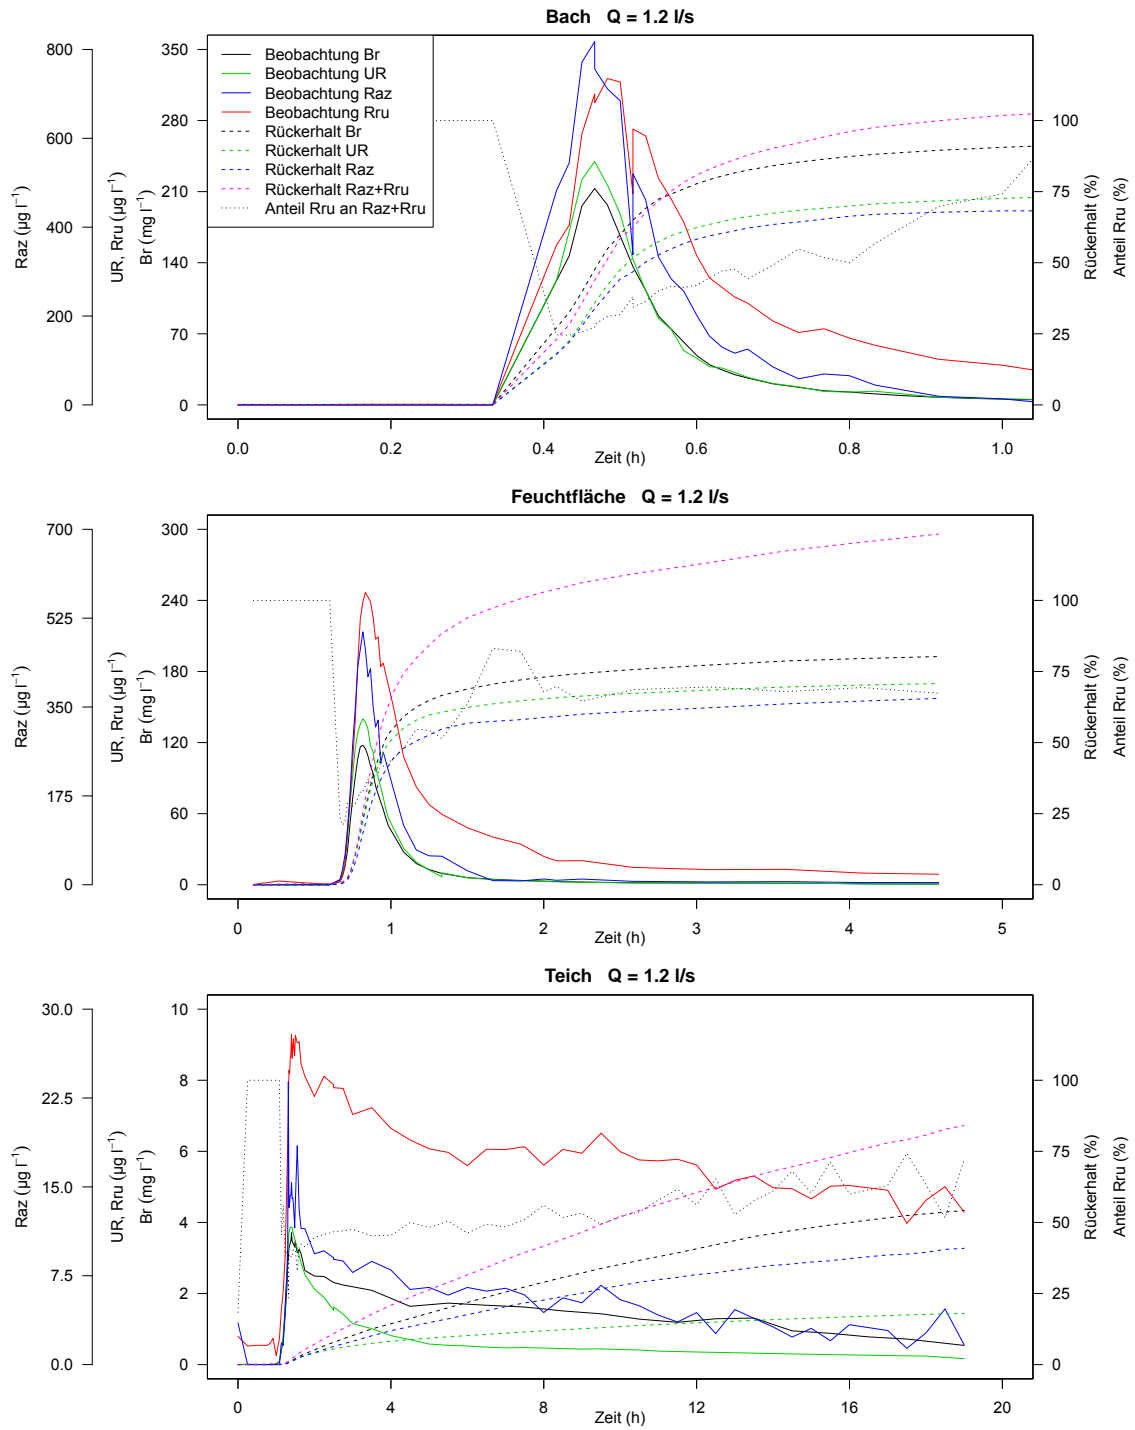 Bach Q = 1.2 l/s
Beobachtung Br
Beobachtung UR
Beobachtung Raz
Beobachtung Rru
Rückerhalt Br
Rückerhalt UR
Rückerhalt Raz
Rückerhalt Raz+Rru
Anteil Rru an Raz+Rru
Raz (µg l⁻¹)
0 200 400 600 800
UR, Rru (µg l⁻¹)
Br (mg l⁻¹)
0 70 140 210 280 350
0 25 50 75 100
Rückerhalt (%)
Anteil Rru (%)
0.0 0.2 0.4 0.6 0.8 1.0
Zeit (h)
Feuchtfläche Q = 1.2 l/s
Raz (µg l⁻¹)
0 175 350 525 700
UR, Rru (µg l⁻¹)
Br (mg l⁻¹)
0 60 120 180 240 300
0 25 50 75 100
Rückerhalt (%)
Anteil Rru (%)
0 1 2 3 4 5
Zeit (h)
Teich Q = 1.2 l/s
Raz (µg l⁻¹)
0.0 7.5 15.0 22.5 30.0
UR, Rru (µg l⁻¹)
Br (mg l⁻¹)
0 2 4 6 8 10
0 25 50 75 100
Rückerhalt (%)
Anteil Rru (%)
0 4 8 12 16 20
Zeit (h)